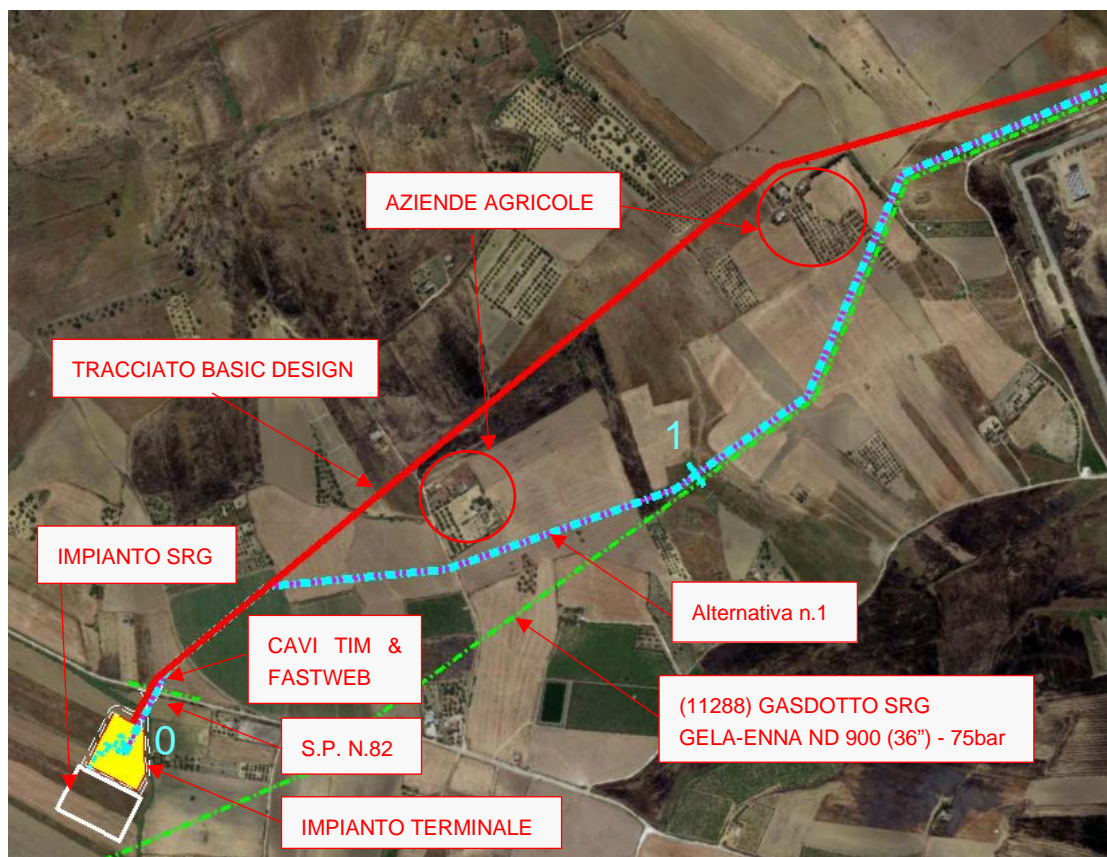 AZIENDE AGRICOLE
TRACCIATO BASIC DESIGN
1
IMPIANTO SRG
Alternativa n.1
CAVI TIM &
FASTWEB
(11288) GASDOTTO SRG
GELA-ENNA ND 900 (36”) - 75bar
0
S.P. N.82
IMPIANTO TERMINALE